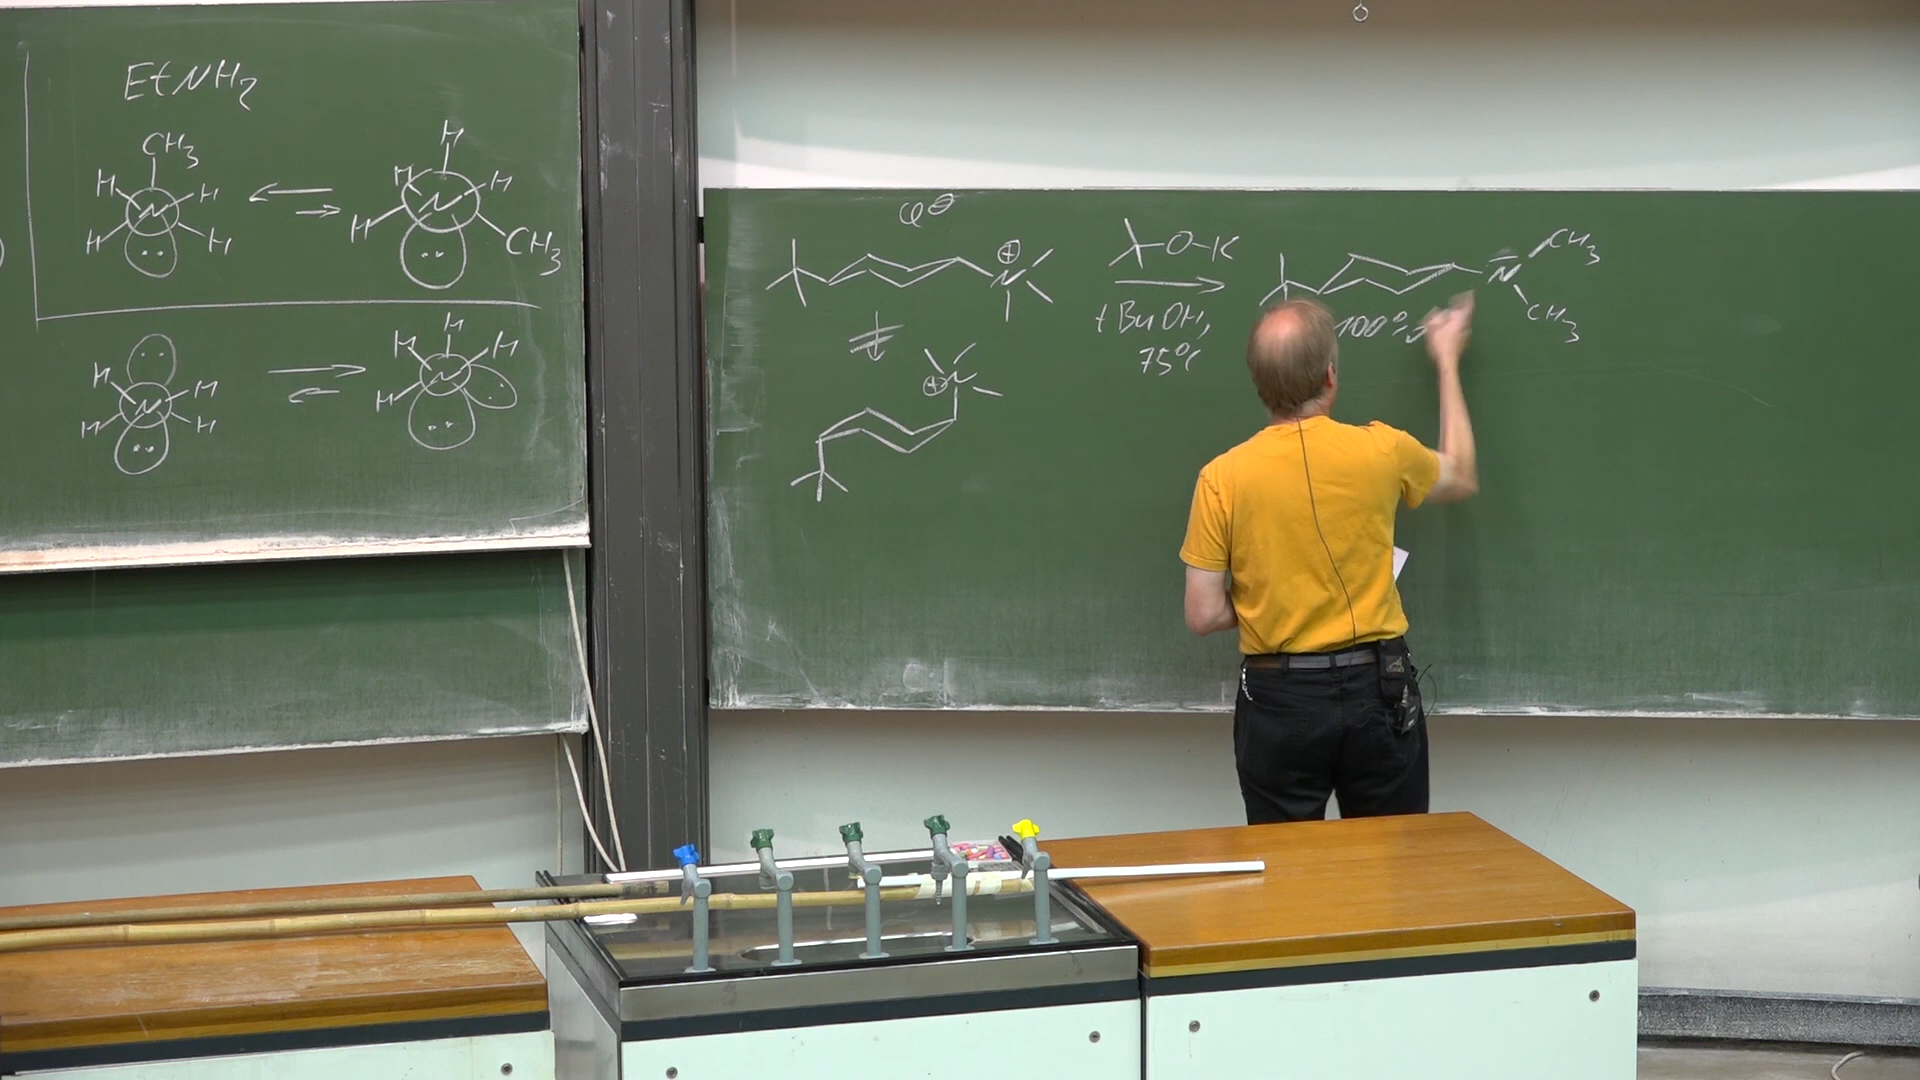 EtNH2
CH3
H H
N
H H
H
H H
N
H CH3
H H
N
H H
H
H H
N
H
Cl⊖
⊕
N
⊕
N
O-K
tBuOH,
75°C
N
CH3
CH3
100%